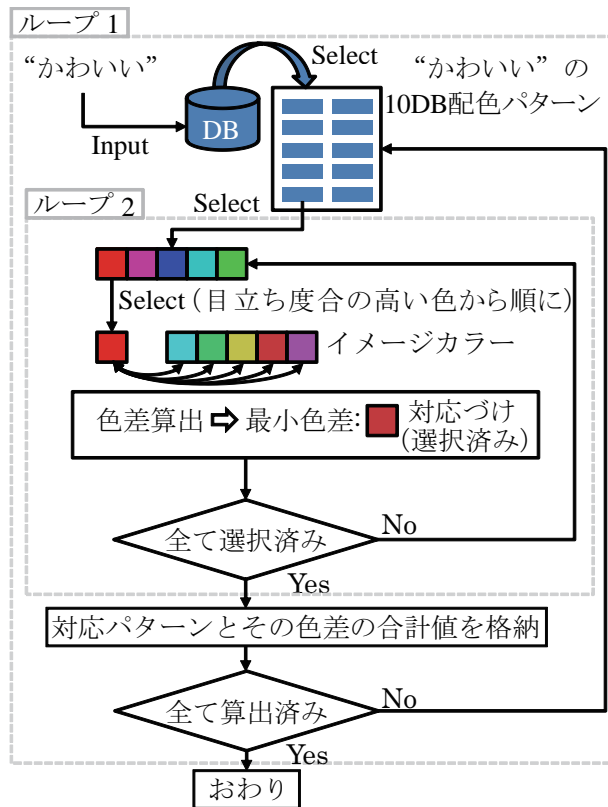 ループ 1
“かわいい”
Select
“かわいい” の
10DB配色パターン
DB
Input
ループ 2
Select
Select (目立ち度合の高い色から順に)
イメージカラー
色差算出 ⇨ 最小色差: 対応づけ
(選択済み)
全て選択済み
No
Yes
対応パターンとその色差の合計値を格納
全て算出済み
No
Yes
おわり